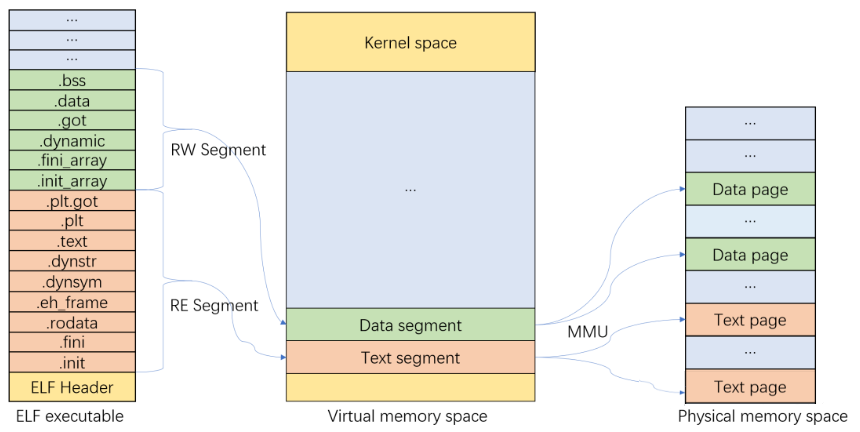 ...
...
...
.bss
.data
.got
.dynamic
.fini_array
.init_array
.plt.got
.plt
.text
.dynstr
.dynsym
.eh_frame
.rodata
.fini
.init
ELF Header
ELF executable
RW Segment
RE Segment
Kernel space
...
Data segment
Text segment
Virtual memory space
MMU
...
...
Data page
...
Data page
...
Text page
...
Text page
Physical memory space